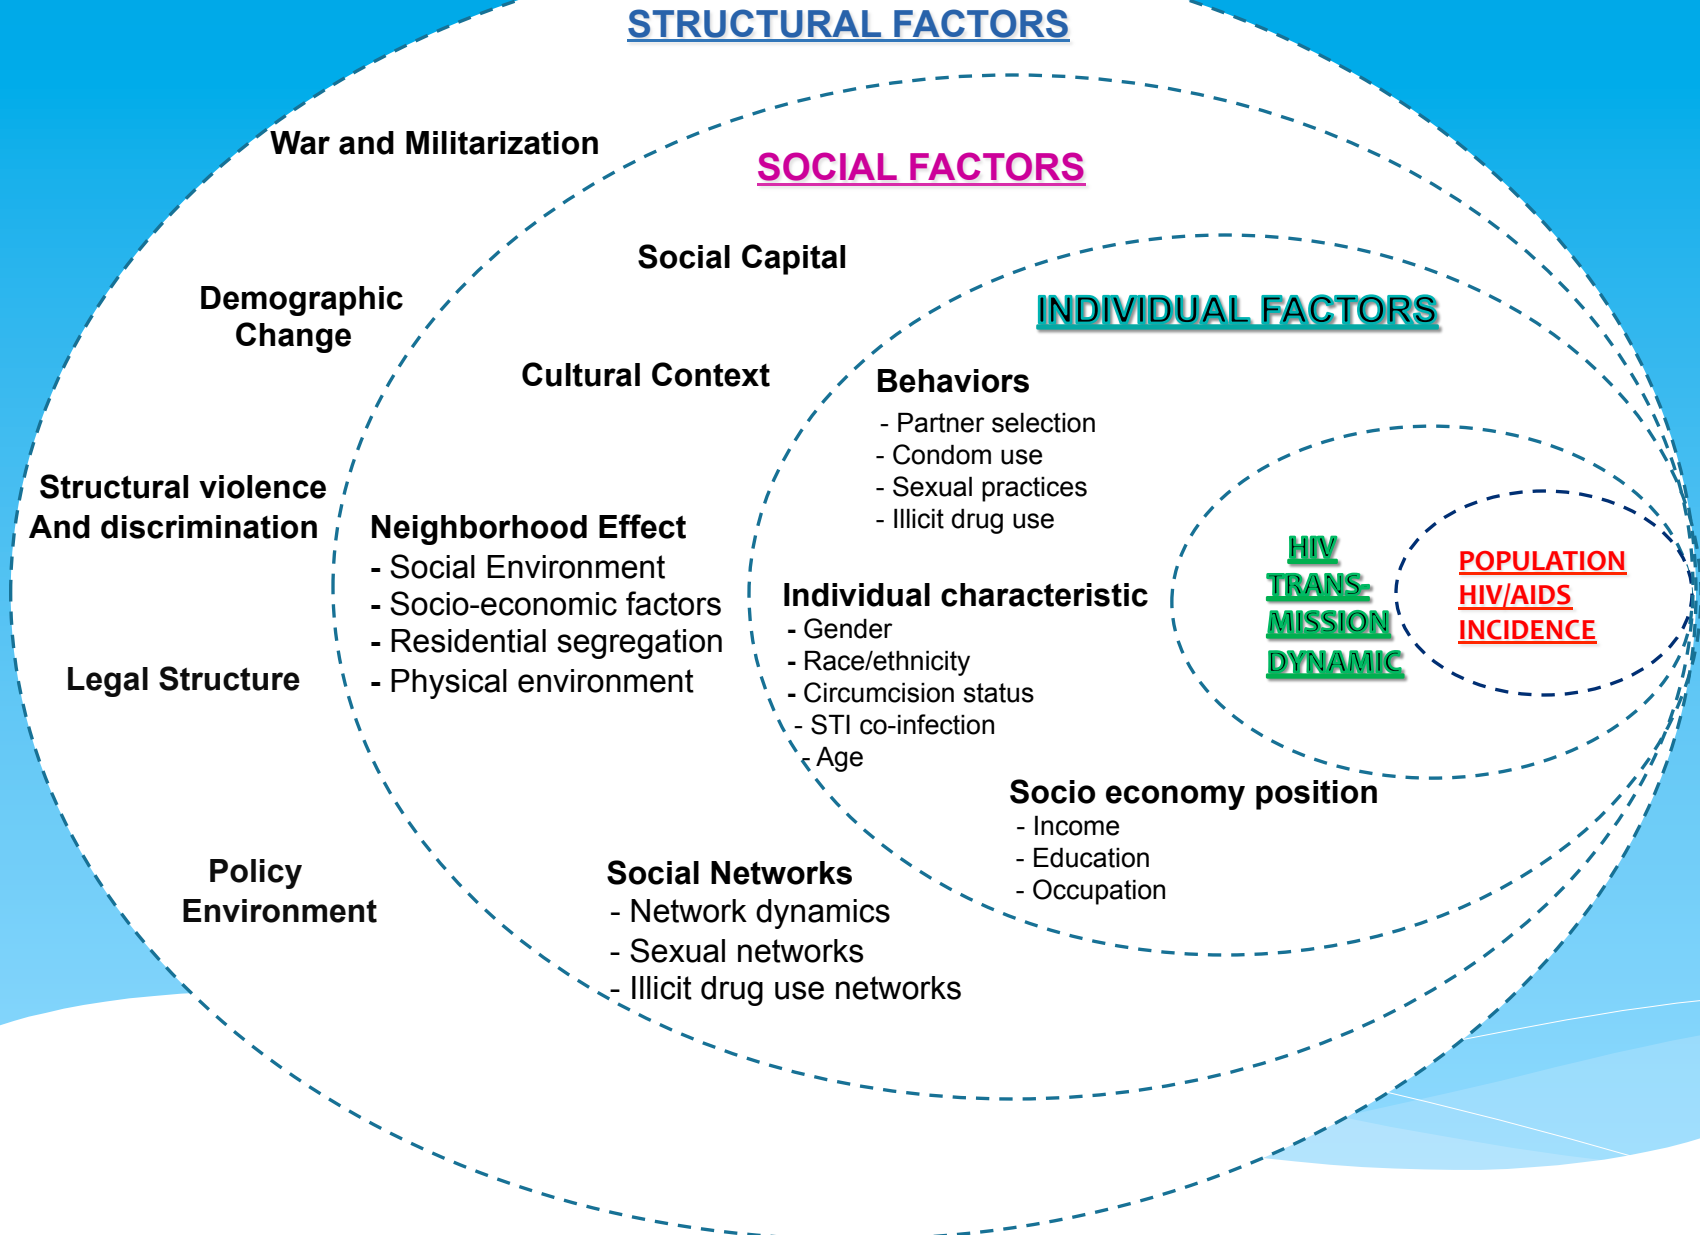 STRUCTURAL FACTORS
War and Militarization
Demographic
Change
Structural violence
And discrimination
Legal Structure
Policy
Environment
SOCIAL FACTORS
Social Capital
Cultural Context
Neighborhood Effect
- Social Environment
- Socio-economic factors
- Residential segregation
- Physical environment
Social Networks
- Network dynamics
- Sexual networks
- Illicit drug use networks
INDIVIDUAL FACTORS
Behaviors
- Partner selection
- Condom use
- Sexual practices
- Illicit drug use
Individual characteristic
- Gender
- Race/ethnicity
- Circumcision status
- STI co-infection
- Age
Socio economy position
- Income
- Education
- Occupation
HIV
TRANS-
MISSION
DYNAMIC
POPULATION
HIV/AIDS
INCIDENCE